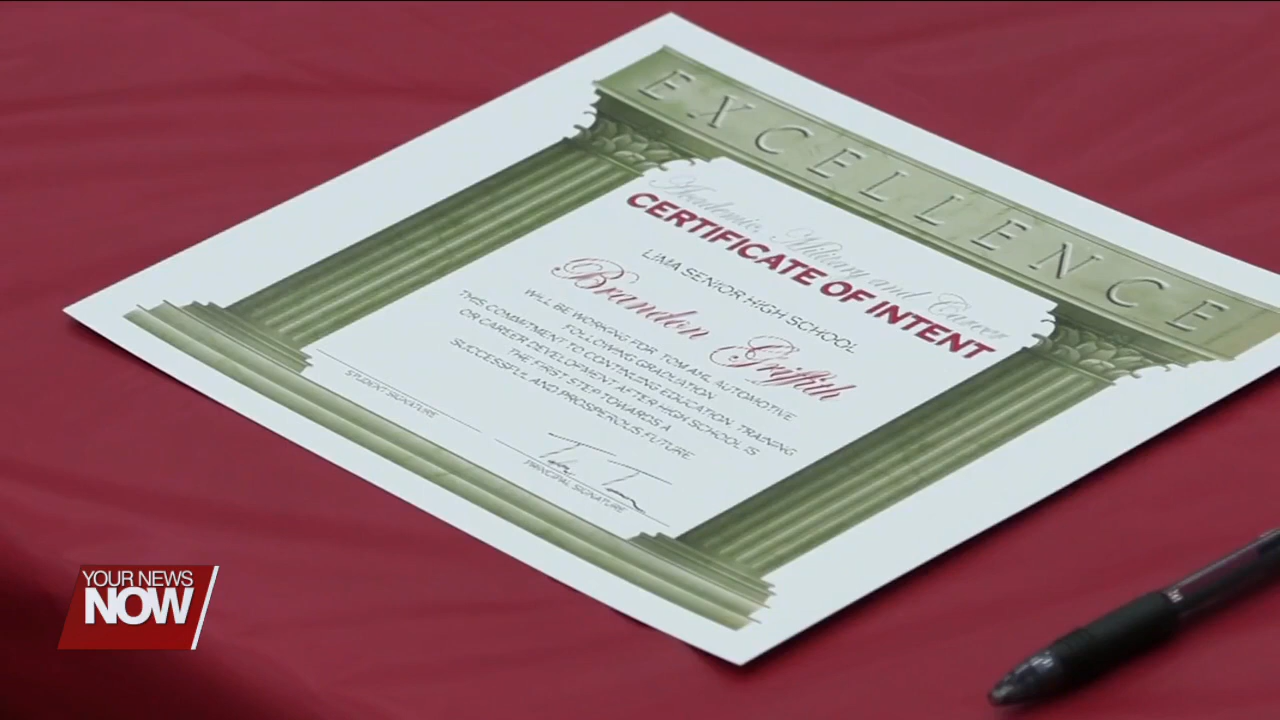 EXCELLENCE
Academic, Military and Career
CERTIFICATE OF INTENT
LIMA SENIOR HIGH SCHOOL
Brandon Griffith
WILL BE WORKING FOR TOM AHL AUTOMOTIVE
FOLLOWING GRADUATION
THIS COMMITMENT TO CONTINUING EDUCATION, TRAINING
OR CAREER DEVELOPMENT AFTER HIGH SCHOOL IS
THE FIRST STEP TOWARDS A
SUCCESSFUL AND PROSPEROUS FUTURE
STUDENT SIGNATURE
PRINCIPAL SIGNATURE
YOUR NEWS
NOW